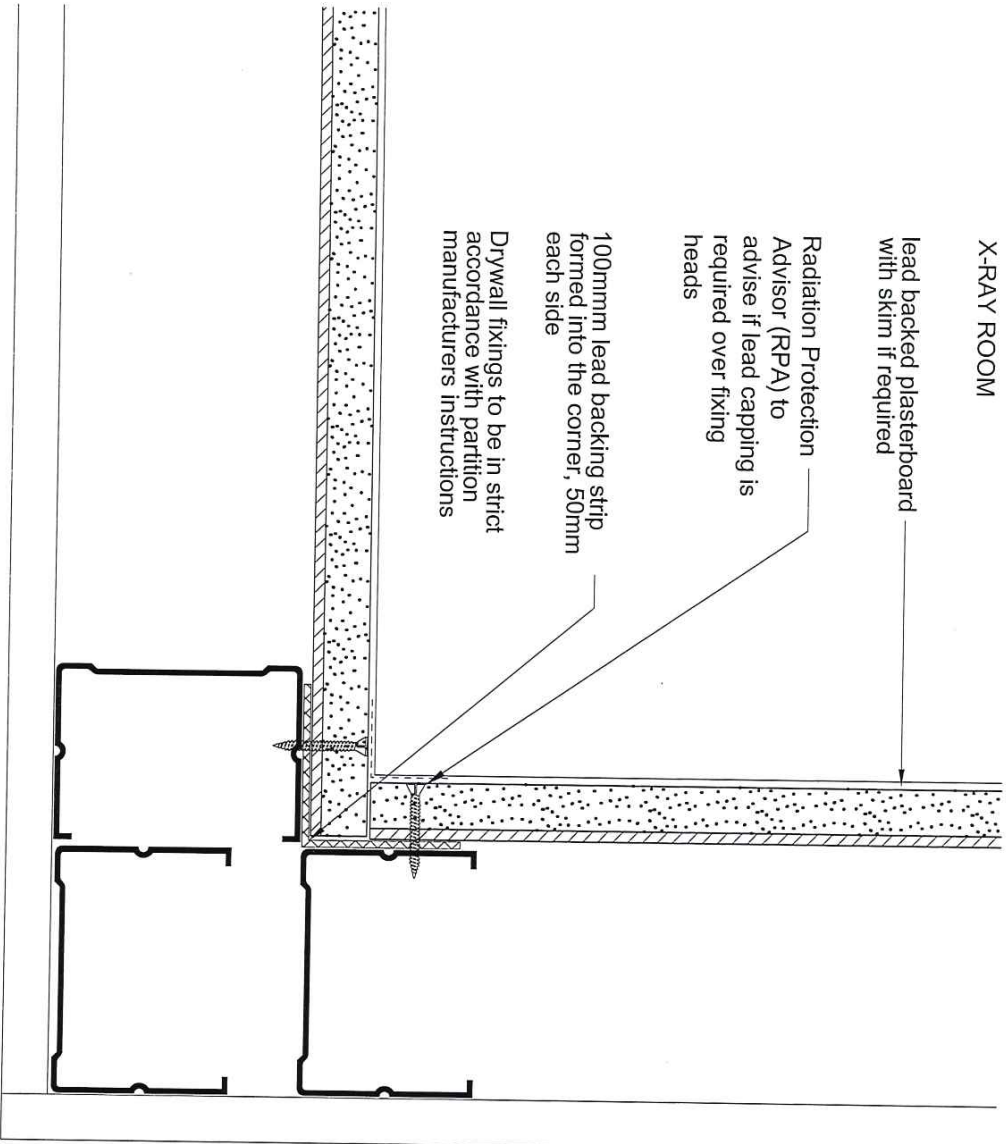 X-RAY ROOM
lead backed plasterboard
with skim if required
Radiation Protection
Advisor (RPA) to
advise if lead capping is
required over fixing
heads
100mmm lead backing strip
formed into the corner, 50mm
each side
Drywall fixings to be in strict
accordance with partition
manufacturers instructions